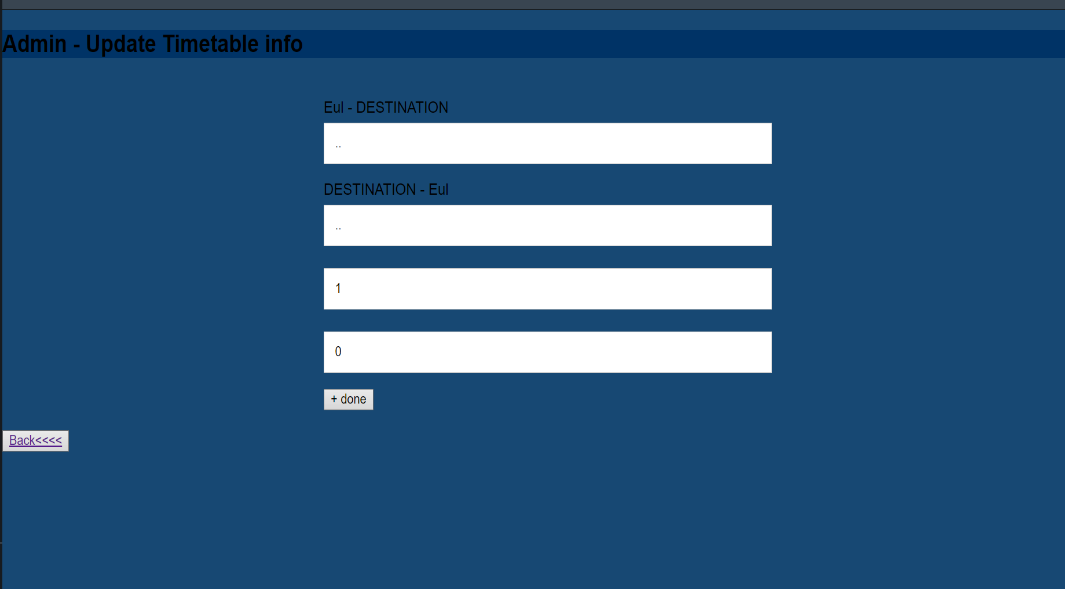 Admin - Update Timetable info
Eul - DESTINATION
..
DESTINATION - Eul
..
1
0
+ done
Back<<<<